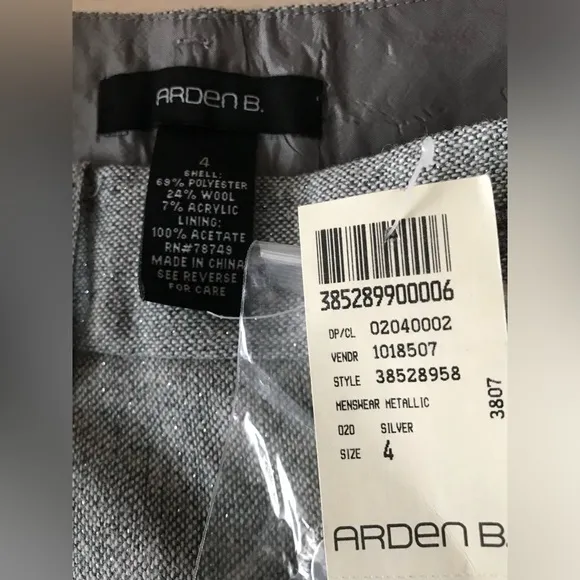 ARDEN B.
4
SHELL:
69% POLYESTER
24% WOOL
7% ACRYLIC
LINING:
100% ACETATE
RN#78749
MADE IN CHINA
SEE REVERSE
FOR CARE
385289900006
DP/CL 02040002
VENDR 1018507
STYLE 38528958
MENSWEAR METALLIC
020 SILVER
SIZE 4
3807
ARDEN B.